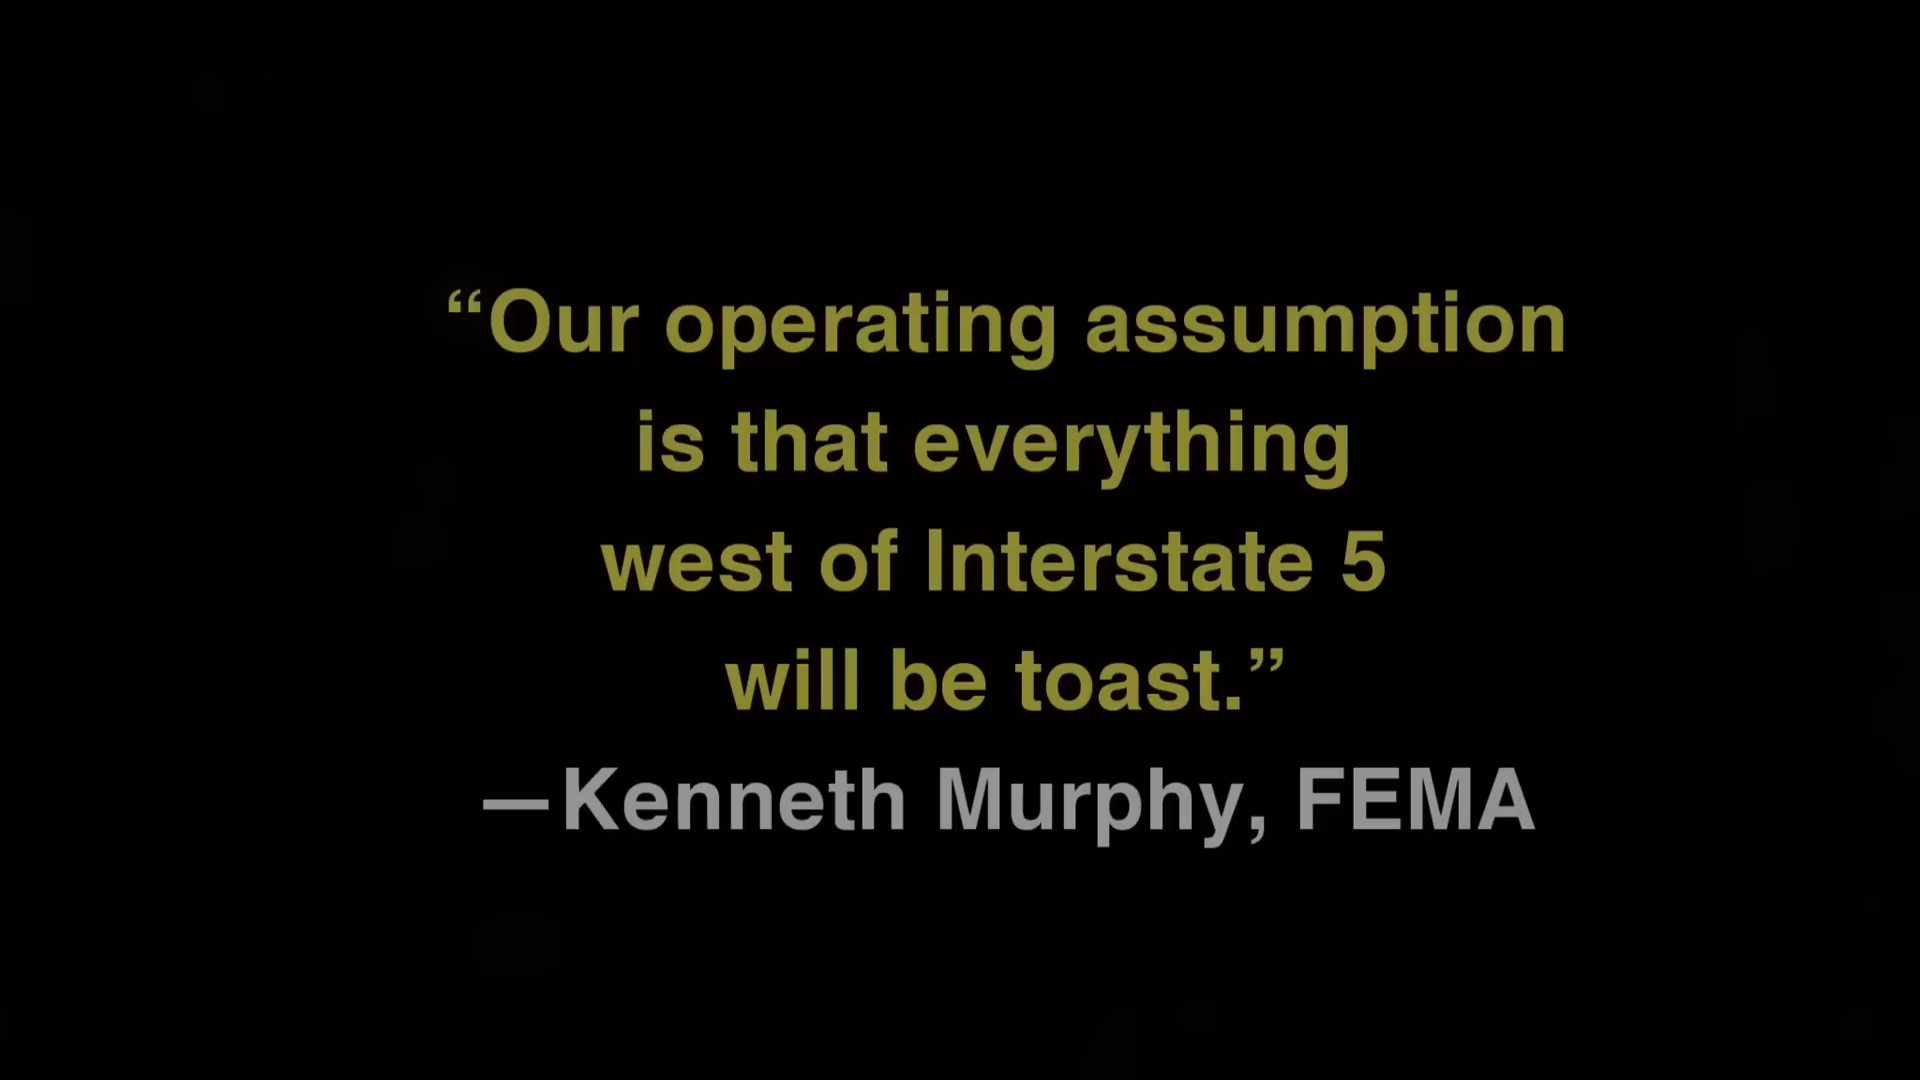 “Our operating assumption
is that everything
west of Interstate 5
will be toast.”
—Kenneth Murphy, FEMA